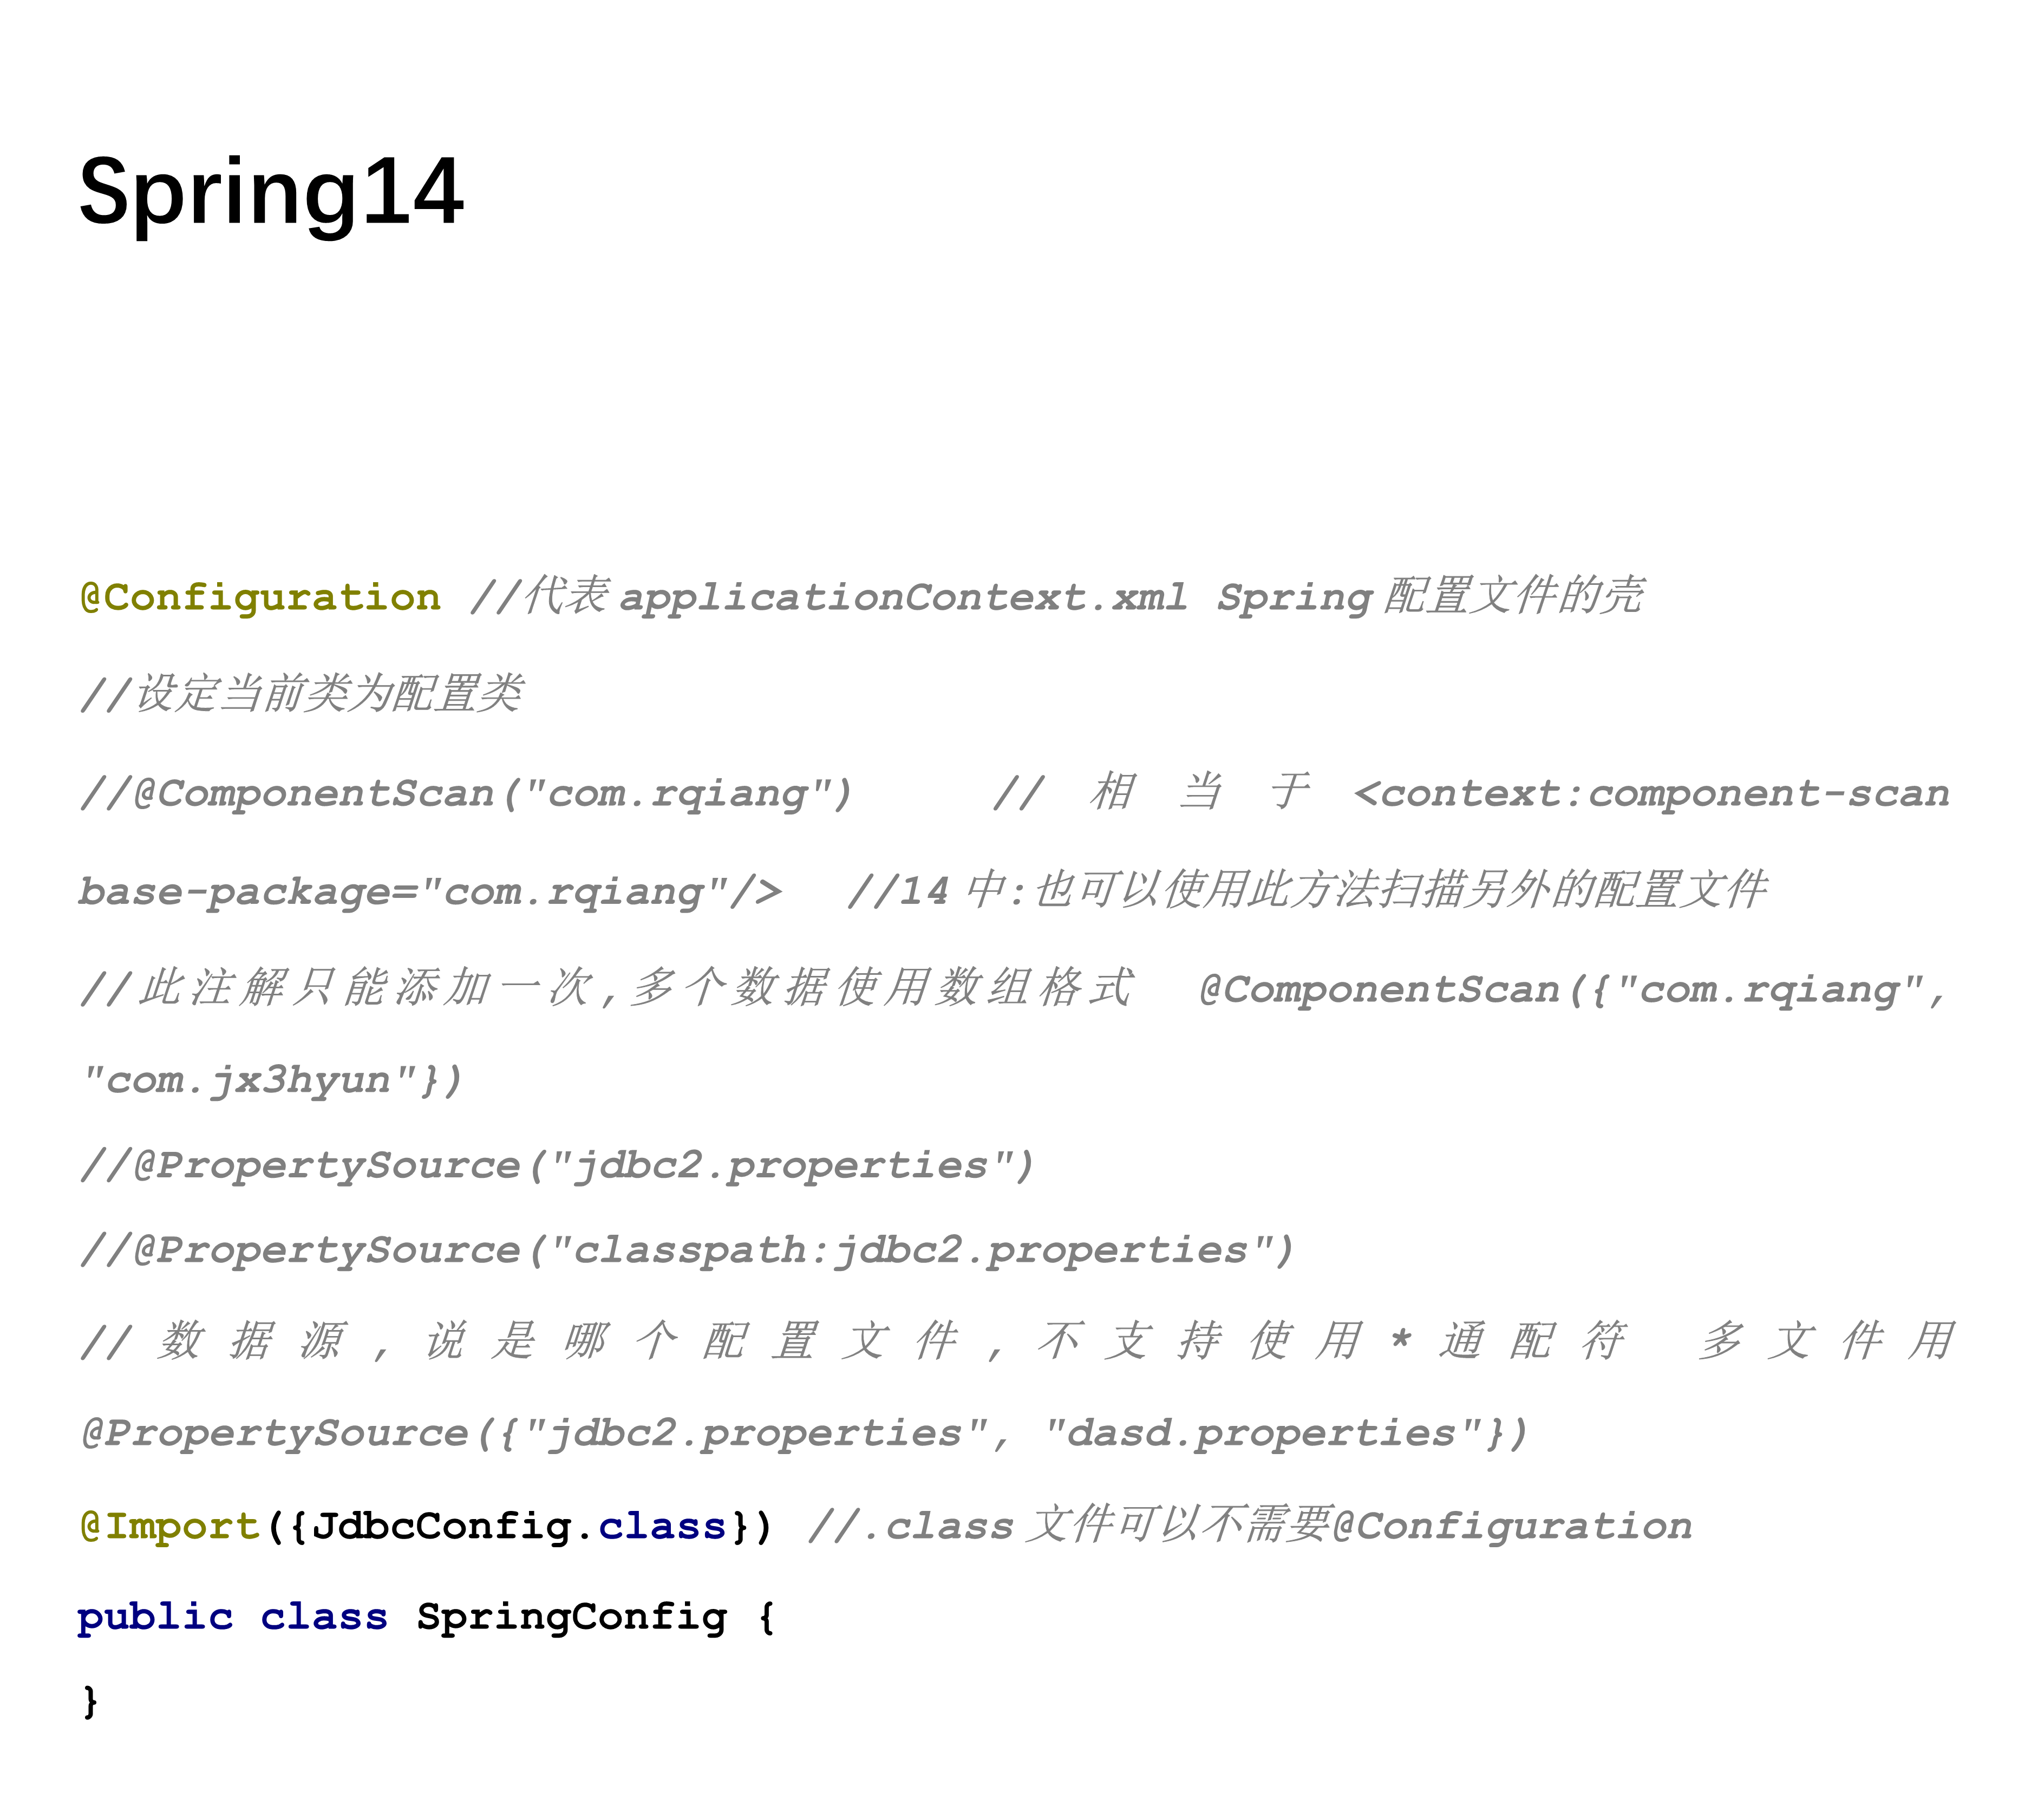 Spring14
@Configuration //代表 applicationContext.xml Spring 配置文件的壳
//设定当前类为配置类
//@ComponentScan("com.rqiang") //相当于<context:component-scan
base-package="com.rqiang"/> //14 中:也可以使用此方法扫描另外的配置文件
//此注解只能添加一次,多个数据使用数组格式 @ComponentScan({"com.rqiang",
"com.jx3hyun"})
//@PropertySource("jdbc2.properties")
//@PropertySource("classpath:jdbc2.properties")
//数据源,说是哪个配置文件,不支持使用*通配符 多文件用
@PropertySource({"jdbc2.properties", "dasd.properties"})
@Import({JdbcConfig.class}) //.class 文件可以不需要@Configuration
public class SpringConfig {
}